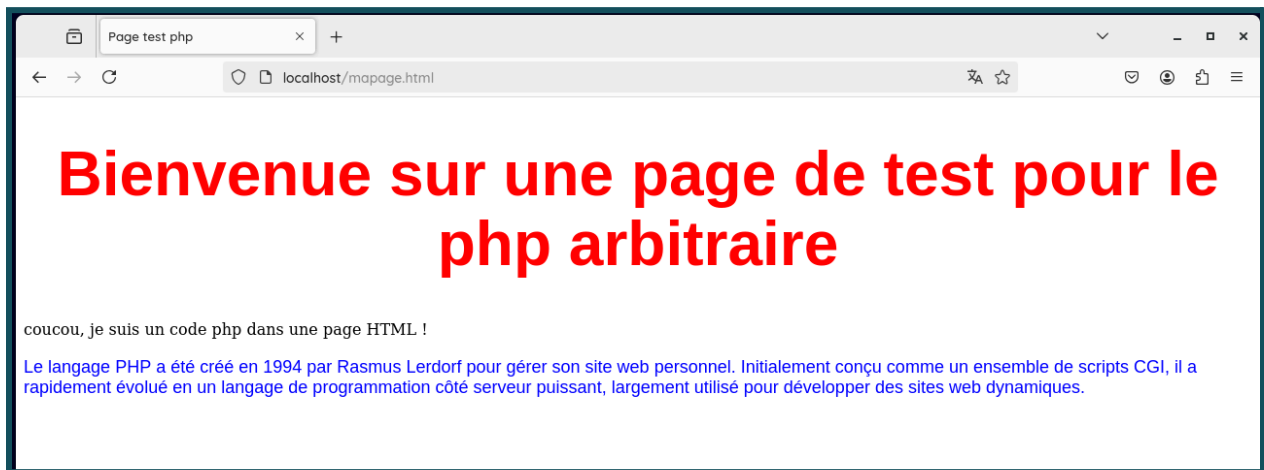 Page test php
localhost/mapage.html
Bienvenue sur une page de test pour le
php arbitraire
coucou, je suis un code php dans une page HTML !
Le langage PHP a été créé en 1994 par Rasmus Lerdorf pour gérer son site web personnel. Initialement conçu comme un ensemble de scripts CGI, il a
rapidement évolué en un langage de programmation côté serveur puissant, largement utilisé pour développer des sites web dynamiques.